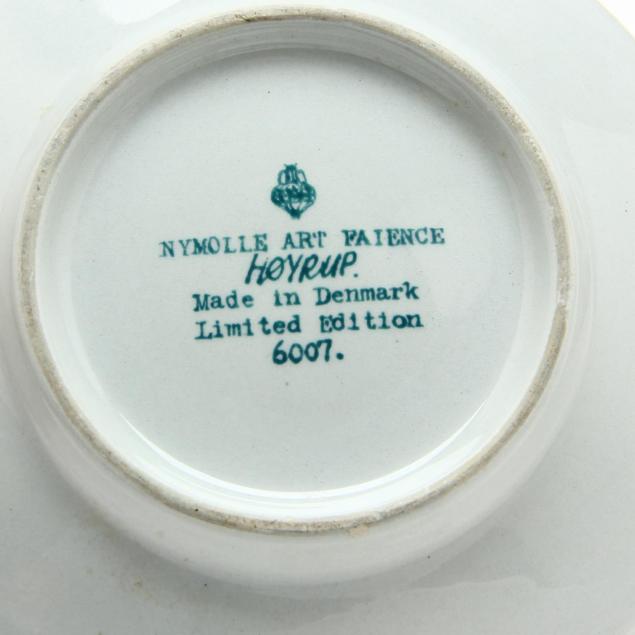 NYMOLLE ART FAIENCE
HØYRUP.
Made in Denmark
Limited Edition
6007.